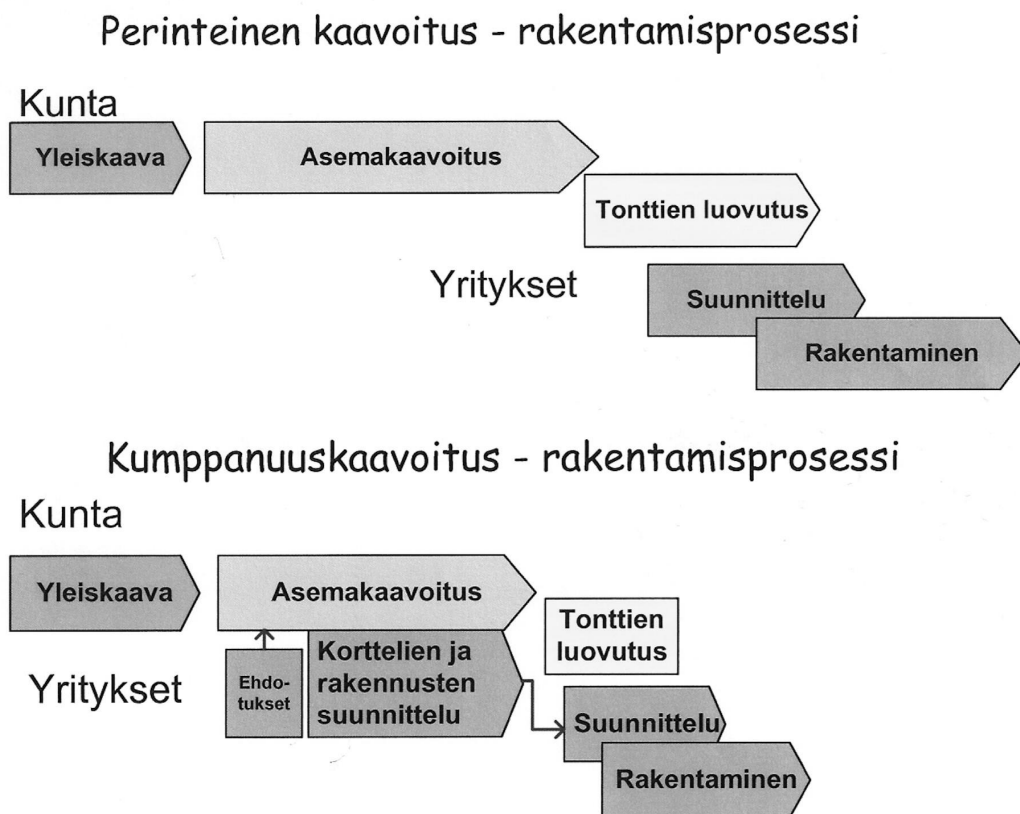 Perinteinen kaavoitus - rakentamisprosessi
Kunta
Yleiskaava
Asemakaavoitus
Tonttien luovutus
Yritykset
Suunnittelu
Rakentaminen
Kumppanuuskaavoitus - rakentamisprosessi
Kunta
Yleiskaava
Asemakaavoitus
Tonttien
luovutus
Yritykset
Ehdo-
tukset
Korttelien ja
rakennusten
suunnittelu
Suunnittelu
Rakentaminen